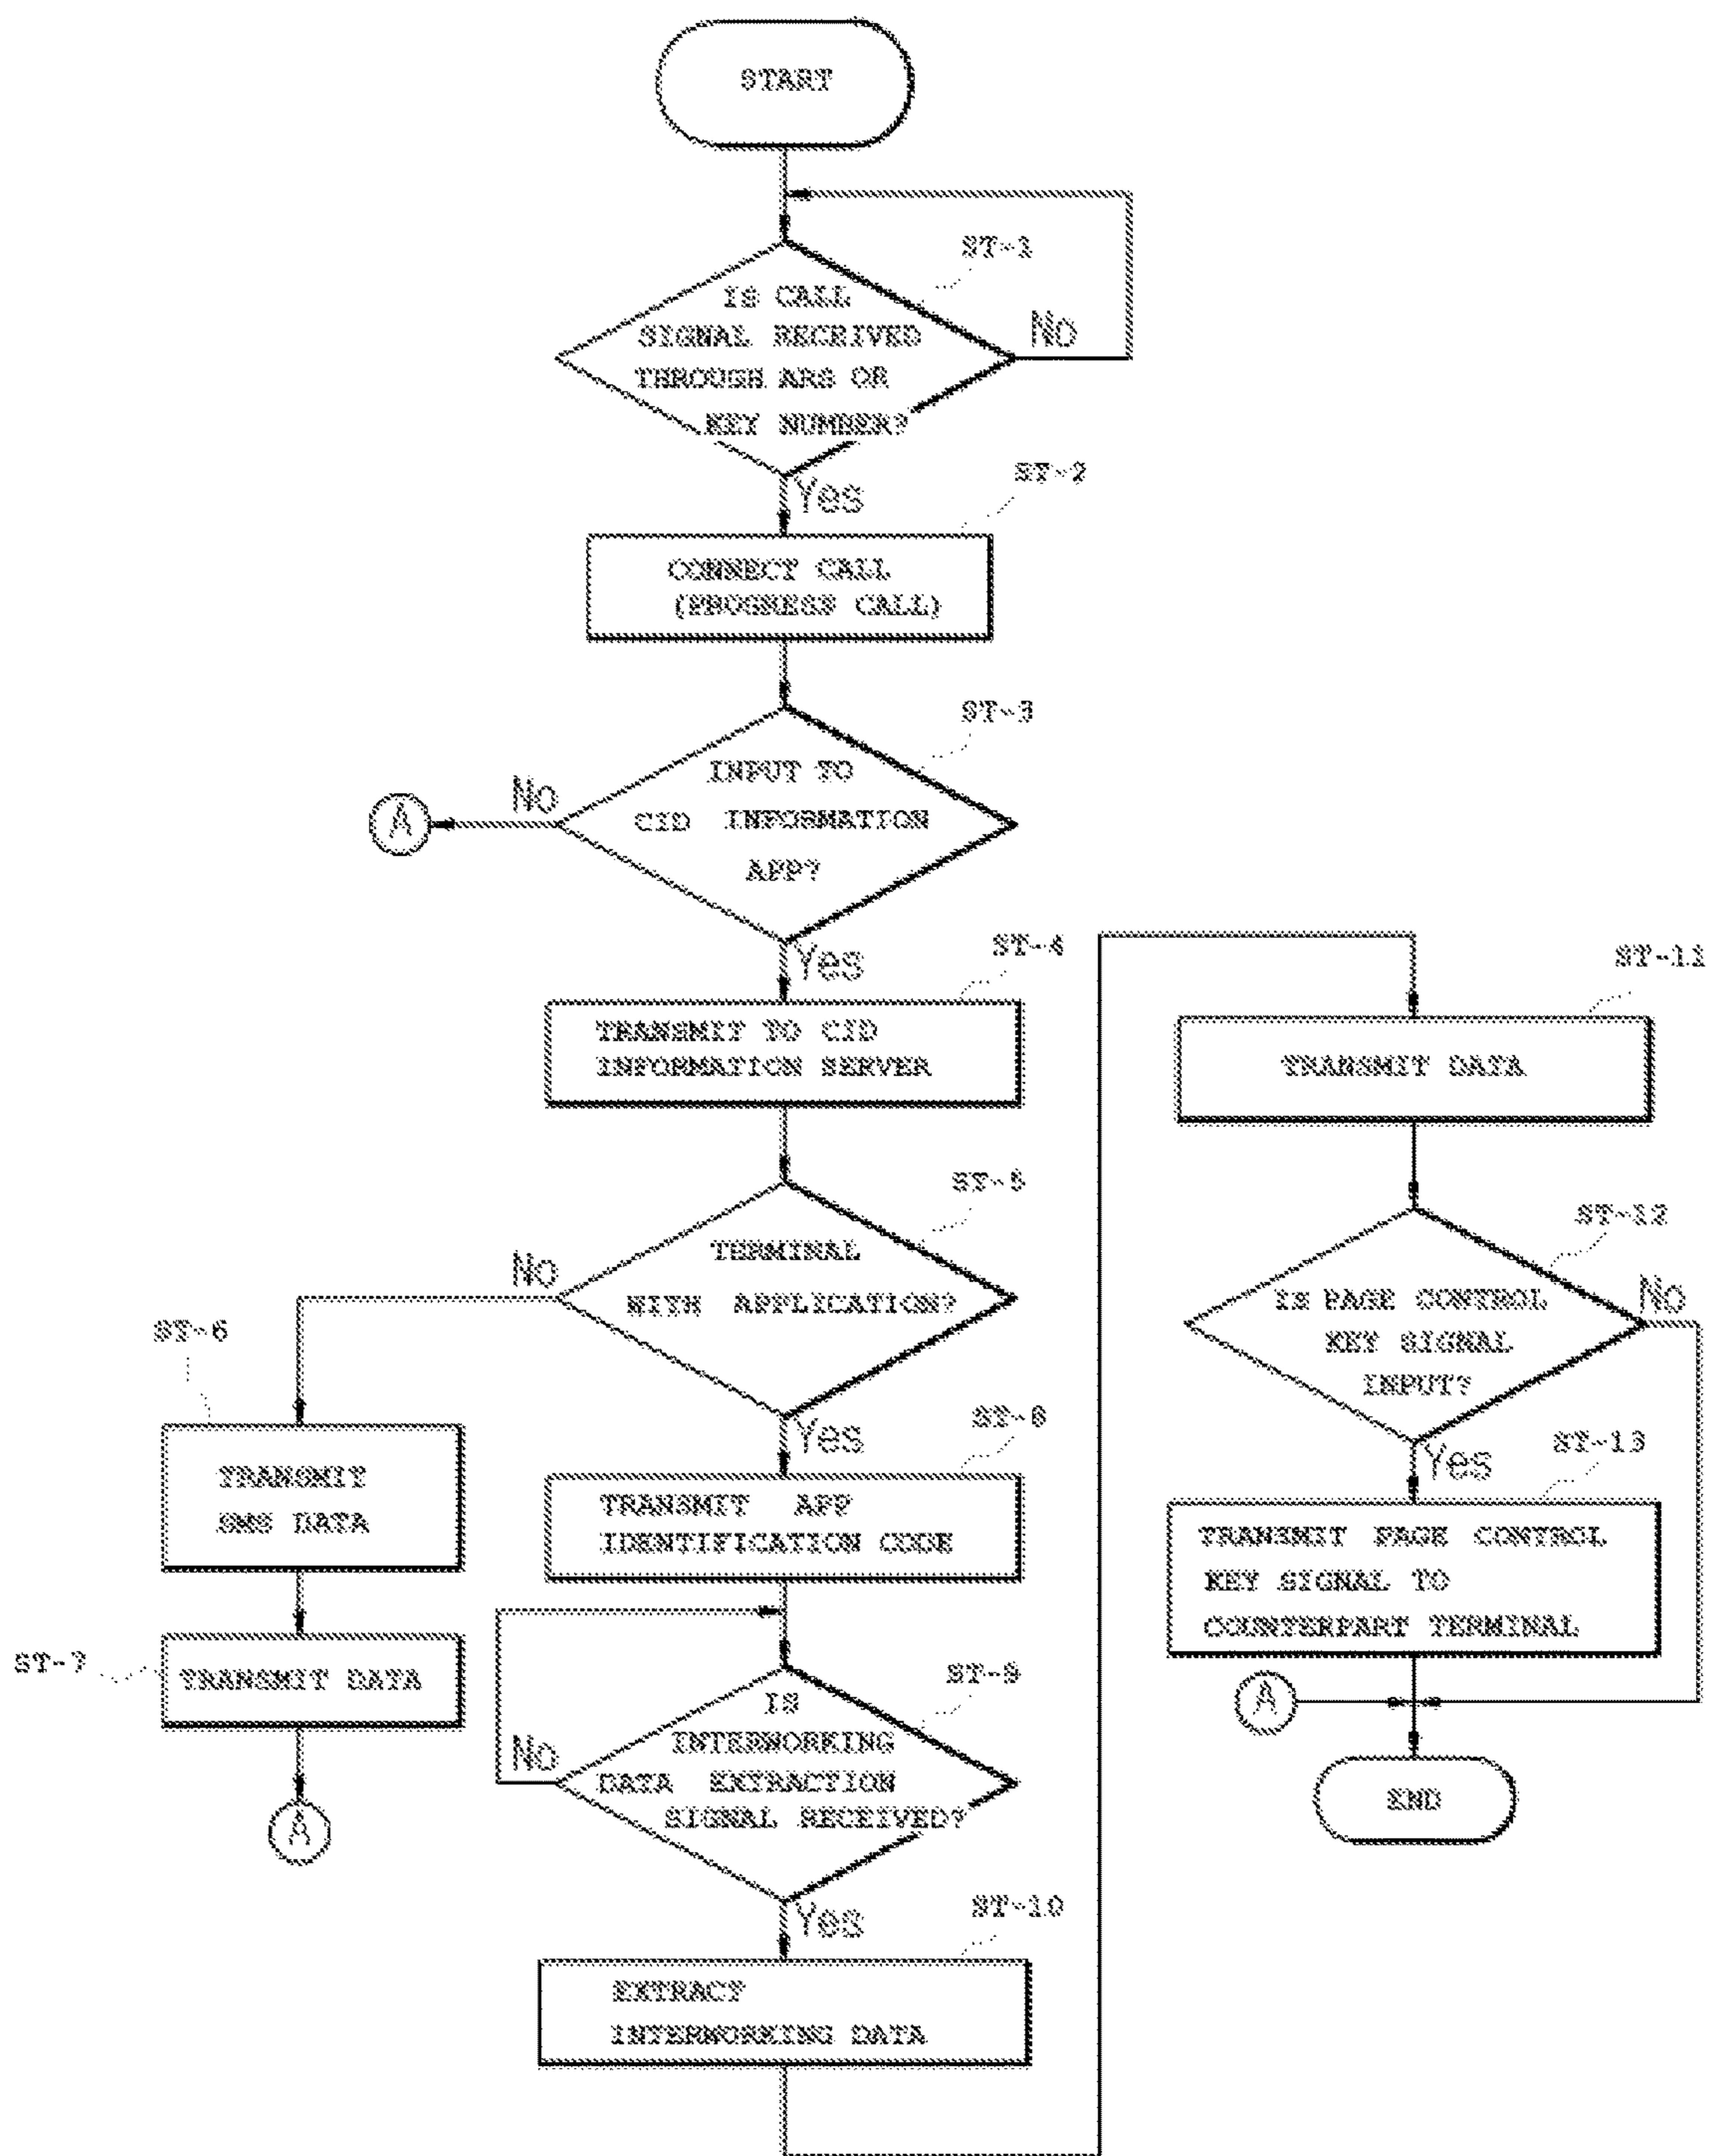 START
ST-1
IS CALL
SIGNAL RECEIVED
THROUGH ARS OR
KEY NUMBER?
No
Yes
ST-2
CONNECT CALL
(PROGRESS CALL)
ST-3
INPUT TO
CID INFORMATION
APP?
No
A
Yes
ST-4
TRANSMIT TO CID
INFORMATION SERVER
ST-5
TERMINAL
WITH APPLICATION?
No
ST-6
TRANSMIT
SMS DATA
ST-7
TRANSMIT DATA
A
Yes
ST-8
TRANSMIT APP
IDENTIFICATION CODE
ST-9
IS
INTERWORKING
DATA EXTRACTION
SIGNAL RECEIVED?
No
Yes
ST-10
EXTRACT
INTERWORKING DATA
ST-11
TRANSMIT DATA
ST-12
IS PAGE CONTROL
KEY SIGNAL
INPUT?
No
Yes
ST-13
TRANSMIT PAGE CONTROL
KEY SIGNAL TO
COUNTERPART TERMINAL
A
END